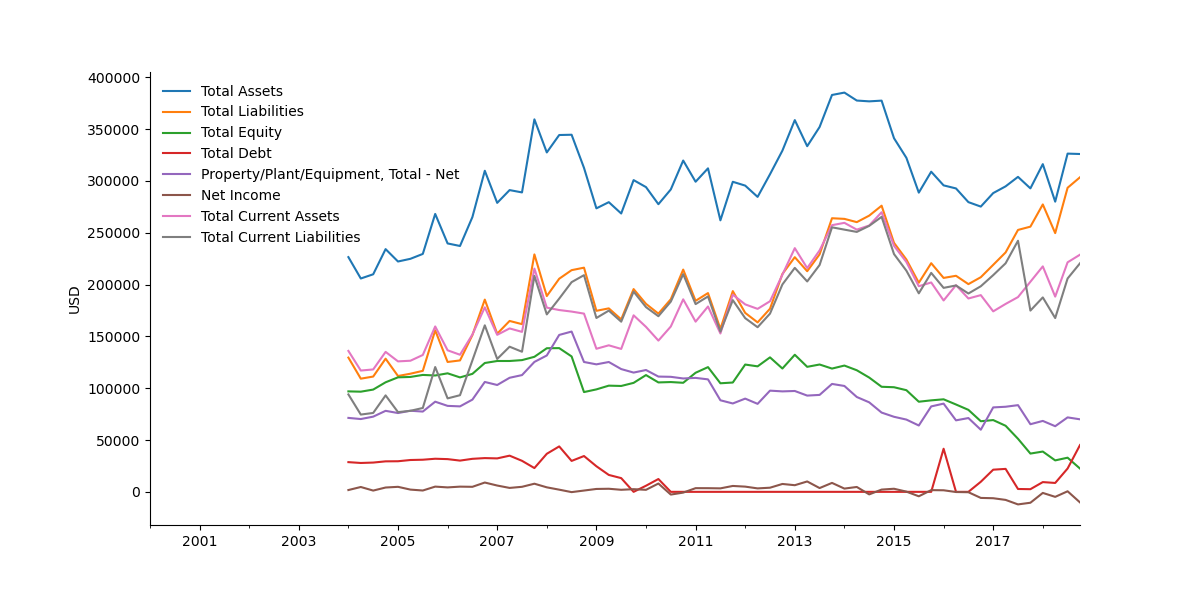 400000
350000
300000
250000
200000
150000
100000
50000
0
USD
Total Assets
Total Liabilities
Total Equity
Total Debt
Property/Plant/Equipment, Total - Net
Net Income
Total Current Assets
Total Current Liabilities
2001 2003 2005 2007 2009 2011 2013 2015 2017